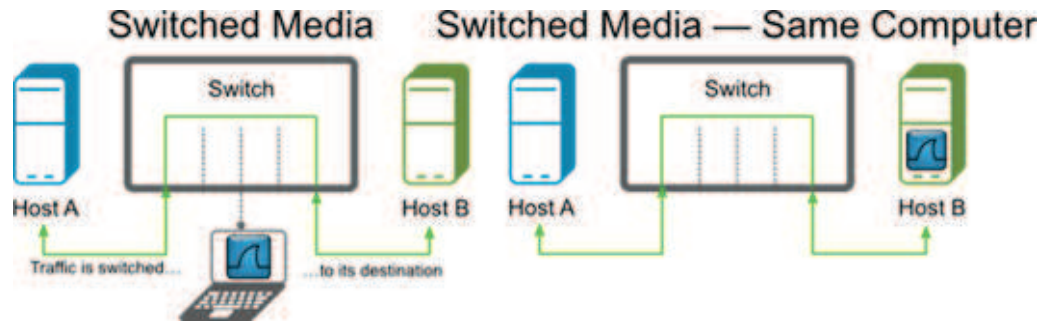 Switched Media
Switched Media — Same Computer
Switch
Switch
Host A
Host B
Host A
Host B
Traffic is switched…
…to its destination